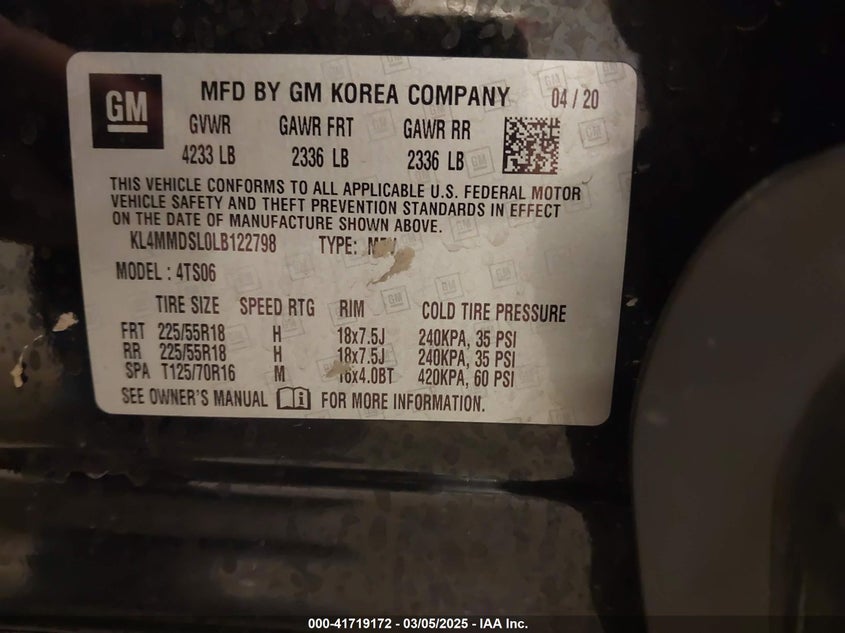 GM MFD BY GM KOREA COMPANY 04 / 20
GVWR GAWR FRT GAWR RR
4233 LB 2336 LB 2336 LB
THIS VEHICLE CONFORMS TO ALL APPLICABLE U.S. FEDERAL MOTOR
VEHICLE SAFETY AND THEFT PREVENTION STANDARDS IN EFFECT
ON THE DATE OF MANUFACTURE SHOWN ABOVE.
KL4MMDSL0LB122798 TYPE:
MODEL : 4TS06
TIRE SIZE SPEED RTG RIM COLD TIRE PRESSURE
FRT 225/55R18 H 18x7.5J 240KPA, 35 PSI
RR 225/55R18 H 18x7.5J 240KPA, 35 PSI
SPA T125/70R16 M 16x4.0BT 420KPA, 60 PSI
SEE OWNER'S MANUAL FOR MORE INFORMATION.
000-41719172 - 03/05/2025 - IAA Inc.